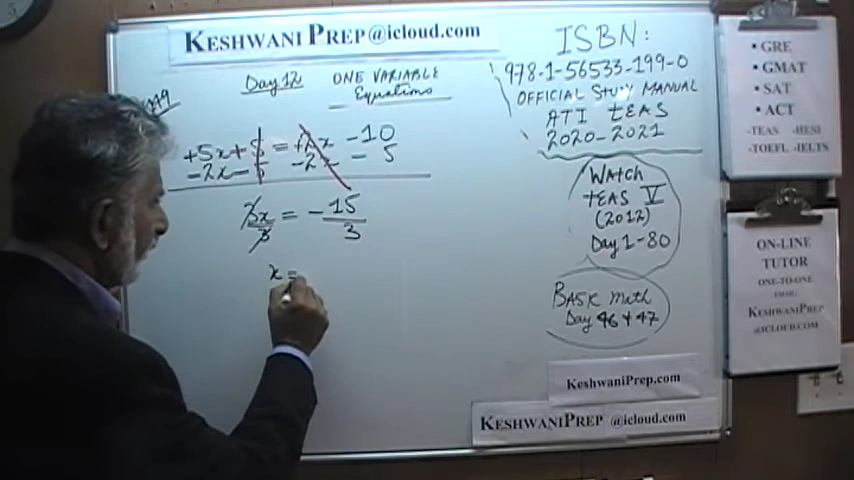 KESHWANI PREP@icloud.com
Day 12 ONE VARIABLE
Equations
+5x + 5 = +2x - 10
-2x - 5 -2x - 5
3x = - 15
3 3
x =
ISBN:
978-1-56533-199-0
OFFICIAL STUDY MANUAL
ATI tEAS
2020-2021
WAtCH
tEAS V
(2012)
Day 1-80
BASK Math
Day 46 + 47
KeshwaniPrep.com
KESHWANIPREP @icloud.com
• GRE
• GMAT
• SAT
• ACT
-TEAS -HESI
-TOEFL -IELTS
ON-LINE
TUTOR
ONE-TO-ONE
EMAIL:
KESHWANIPREP
@ICLOUD.COM